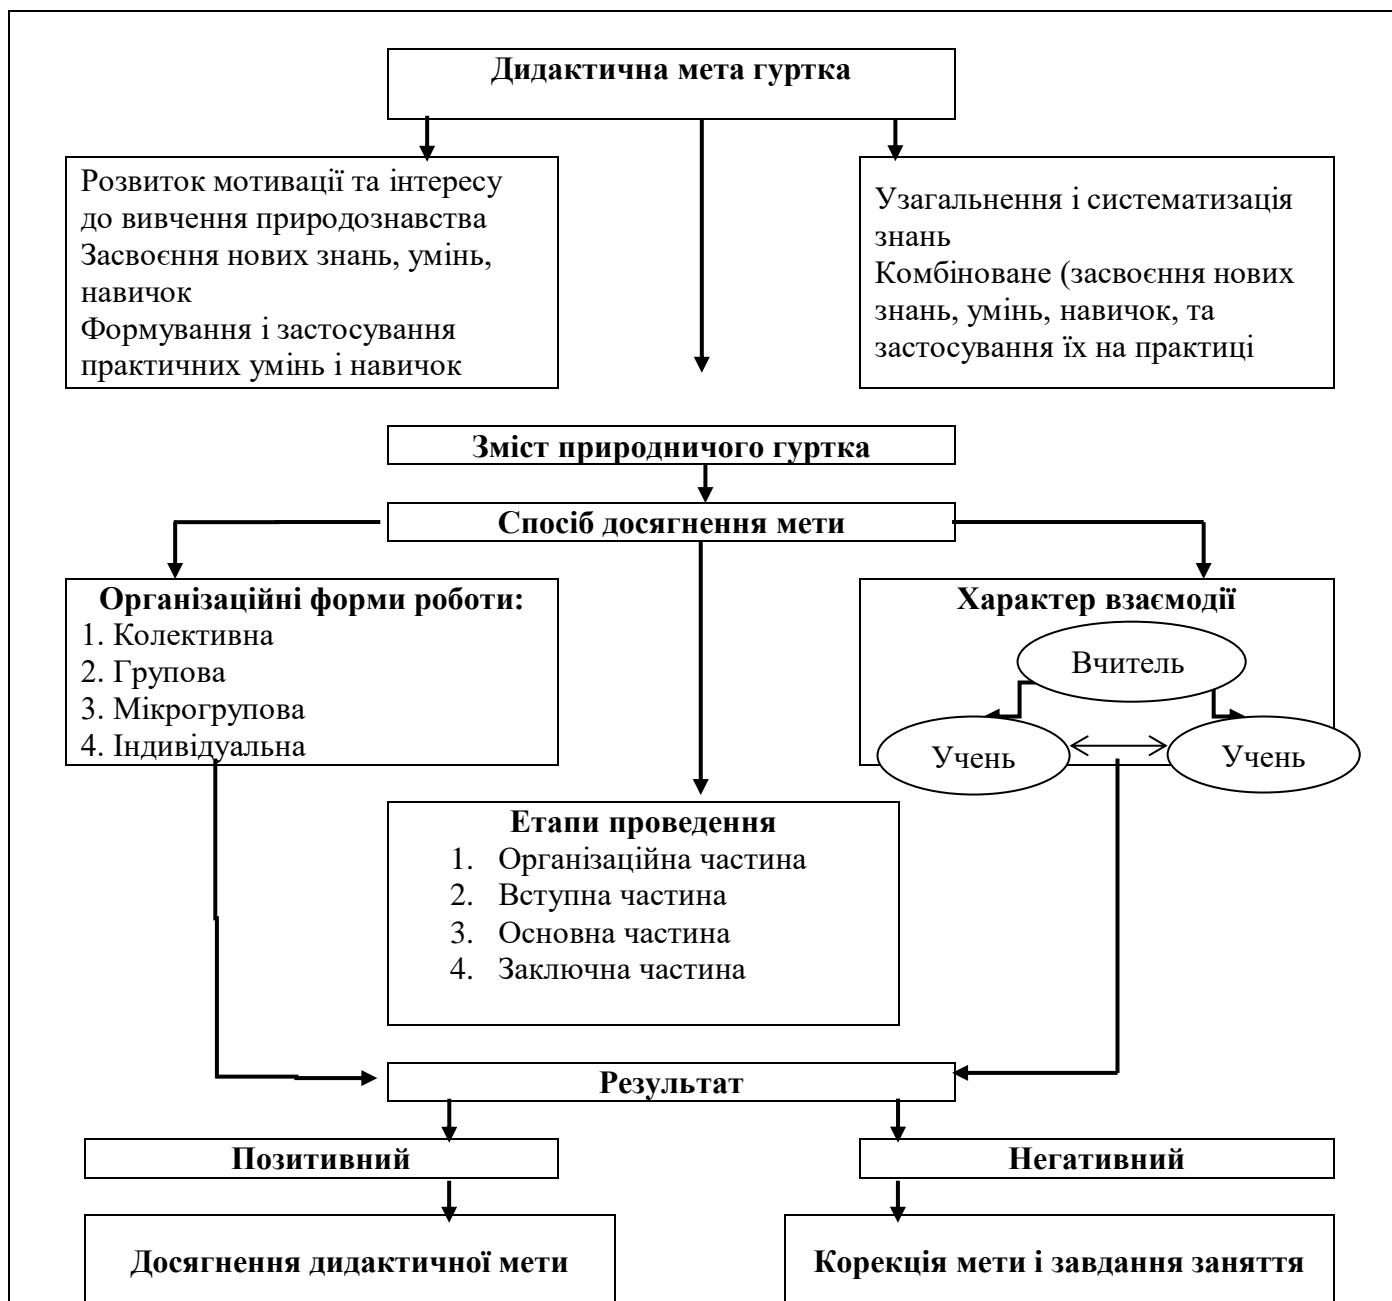 Дидактична мета гуртка
Розвиток мотивації та інтересу
до вивчення природознавства
Засвоєння нових знань, умінь,
навичок
Формування і застосування
практичних умінь і навичок
Узагальнення і систематизація
знань
Комбіноване (засвоєння нових
знань, умінь, навичок, та
застосування їх на практиці
Зміст природничого гуртка
Спосіб досягнення мети
Організаційні форми роботи:
1. Колективна
2. Групова
3. Мікрогрупова
4. Індивідуальна
Характер взаємодії
Вчитель
Учень
Учень
Етапи проведення
1. Організаційна частина
2. Вступна частина
3. Основна частина
4. Заключна частина
Результат
Позитивний
Негативний
Досягнення дидактичної мети
Корекція мети і завдання заняття